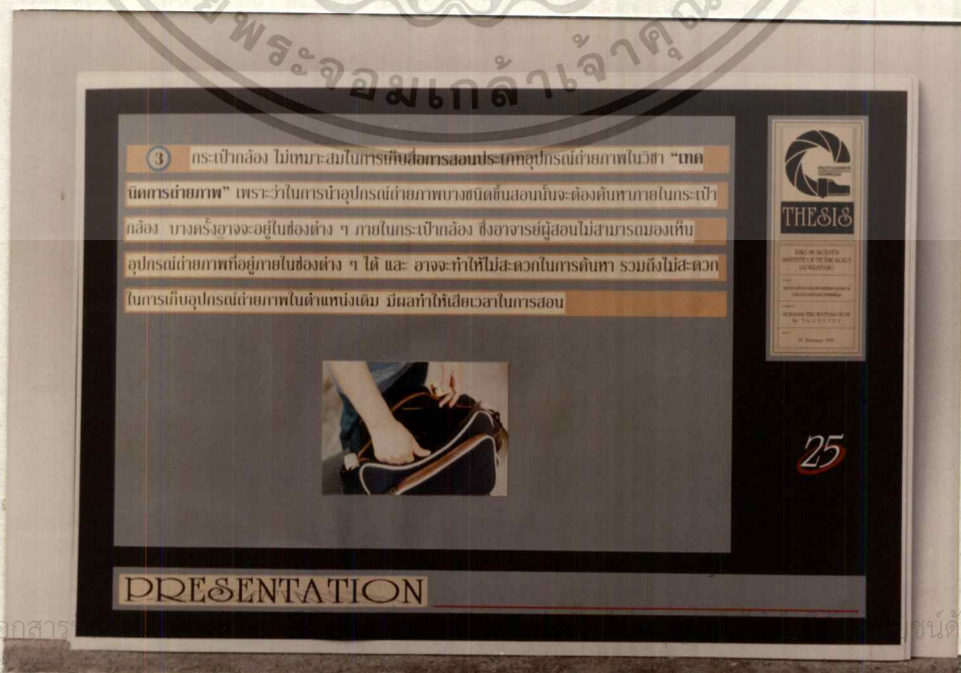 พระจอมเกล้าเจ้าคุณ
3 กระเป๋ากล้อง ไม่เหมาะสมในการเก็บสื่อการสอนประเภทอุปกรณ์ถ่ายภาพในวิชา “เทค
นิคการถ่ายภาพ” เพราะว่าในการนำอุปกรณ์ถ่ายภาพบางชนิดขึ้นสอนนั้นจะต้องค้นหาภายในกระเป๋า
กล้อง บางครั้งอาจจะอยู่ในช่องต่าง ๆ ภายในกระเป๋ากล้อง ซึ่งอาจารย์ผู้สอนไม่สามารถมองเห็น
อุปกรณ์ถ่ายภาพที่อยู่ภายในช่องต่าง ๆ ได้ และ อาจจะทำให้ไม่สะดวกในการค้นหา รวมถึงไม่สะดวก
ในการเก็บอุปกรณ์ถ่ายภาพในตำแหน่งเดิม มีผลทำให้เสียเวลาในการสอน
THESIS
KING MONGKUT'S
INSTITUTE OF TECHNOLOGY
LADKRABANG
25
PRESENTATION